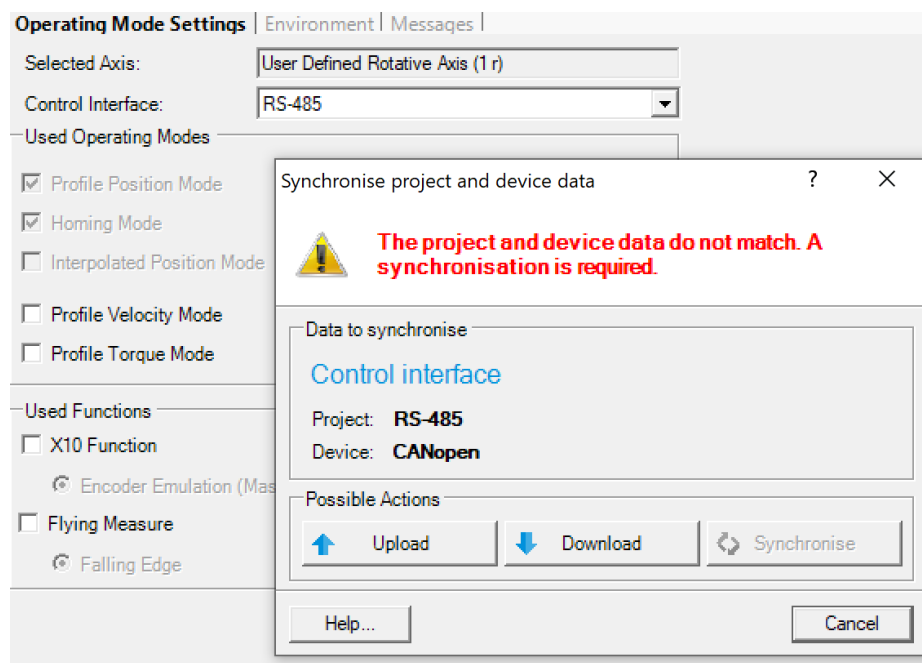 Operating Mode Settings Environment Messages
Selected Axis: User Defined Rotative Axis (1 r)
Control Interface: RS-485
Used Operating Modes
Profile Position Mode
Homing Mode
Interpolated Position Mode
Profile Velocity Mode
Profile Torque Mode
Used Functions
X10 Function
Encoder Emulation (Mas
Flying Measure
Falling Edge
Synchronise project and device data ?
The project and device data do not match. A
synchronisation is required.
Data to synchronise
Control interface
Project: RS-485
Device: CANopen
Possible Actions
Upload Download Synchronise
Help... Cancel